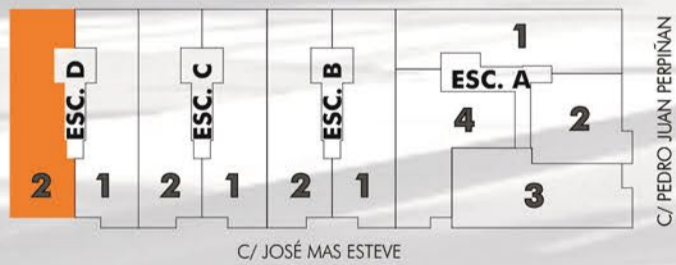 1
ESC. D
ESC. C
ESC. B
ESC. A
4
2
2
1
2
1
2
1
3
C/ JOSÉ MAS ESTEVE
C/ PEDRO JUAN PERPIÑAN